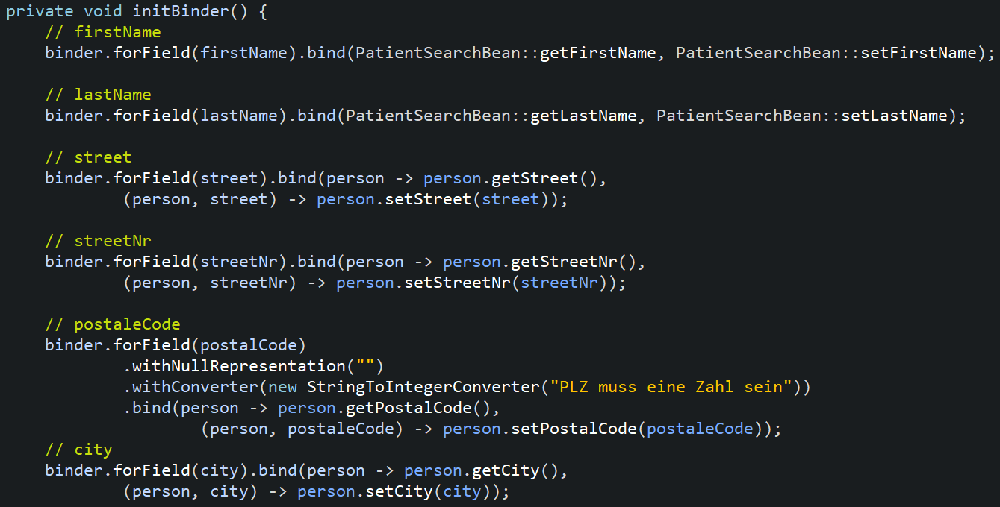 private void initBinder() {
    // firstName
    binder.forField(firstName).bind(PatientSearchBean::getFirstName, PatientSearchBean::setFirstName);

    // lastName
    binder.forField(lastName).bind(PatientSearchBean::getLastName, PatientSearchBean::setLastName);

    // street
    binder.forField(street).bind(person -> person.getStreet(),
            (person, street) -> person.setStreet(street));

    // streetNr
    binder.forField(streetNr).bind(person -> person.getStreetNr(),
            (person, streetNr) -> person.setStreetNr(streetNr));

    // postaleCode
    binder.forField(postalCode)
            .withNullRepresentation("")
            .withConverter(new StringToIntegerConverter("PLZ muss eine Zahl sein"))
            .bind(person -> person.getPostalCode(),
                    (person, postaleCode) -> person.setPostalCode(postaleCode));
    // city
    binder.forField(city).bind(person -> person.getCity(),
            (person, city) -> person.setCity(city));